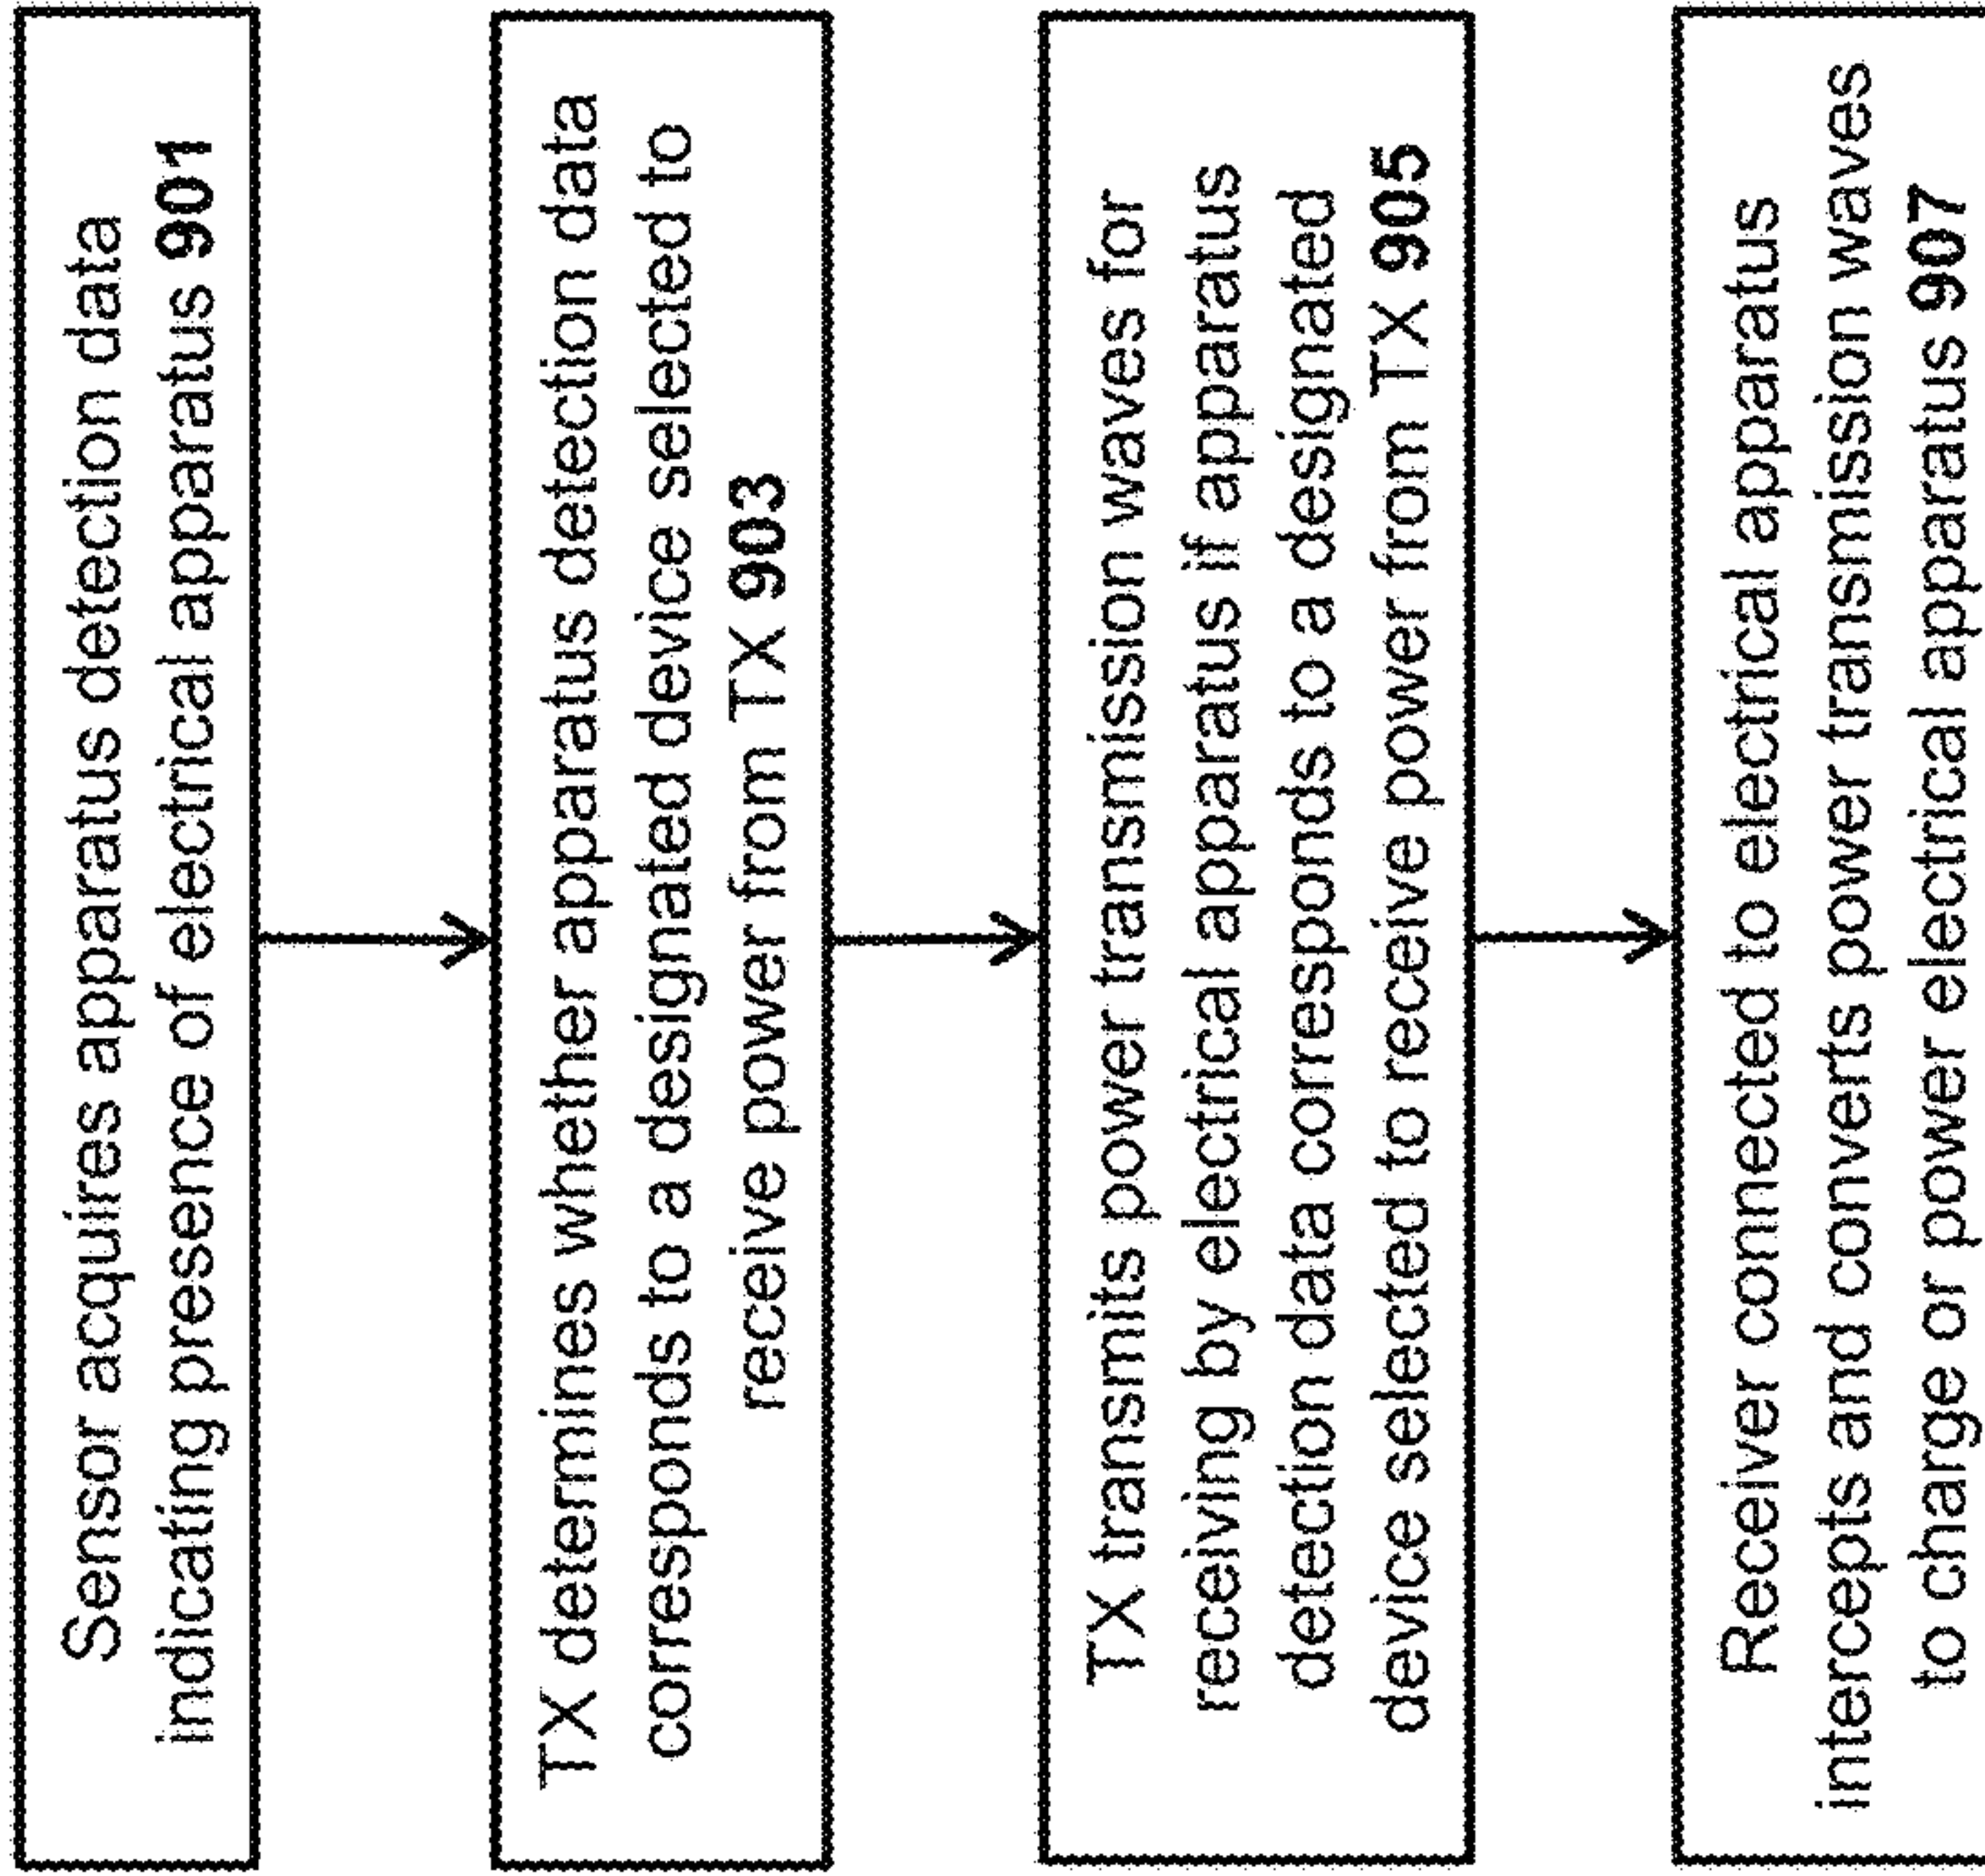 Sensor acquires apparatus detection data
indicating presence of electrical apparatus 901
TX determines whether apparatus detection data
corresponds to a designated device selected to
receive power from TX 903
TX transmits power transmission waves for
receiving by electrical apparatus if apparatus
detection data corresponds to a designated
device selected to receive power from TX 905
Receiver connected to electrical apparatus
intercepts and converts power transmission waves
to charge or power electrical apparatus 907